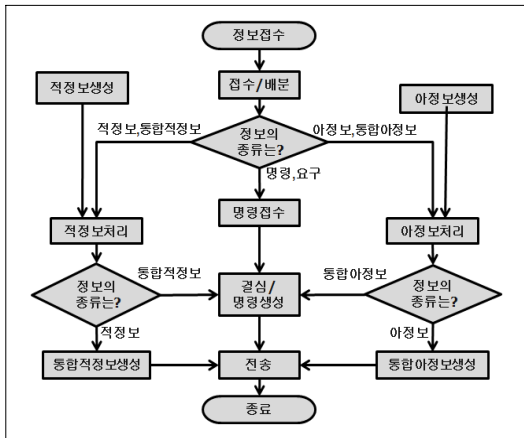 정보접수
적정보생성
접수/배분
아정보생성
적정보,통합적정보
정보의
종류는?
아정보,통합아정보
명령,요구
적정보처리
명령접수
아정보처리
정보의
종류는?
통합적정보
결심/
명령생성
통합아정보
정보의
종류는?
적정보
아정보
통합적정보생성
전송
통합아정보생성
종료